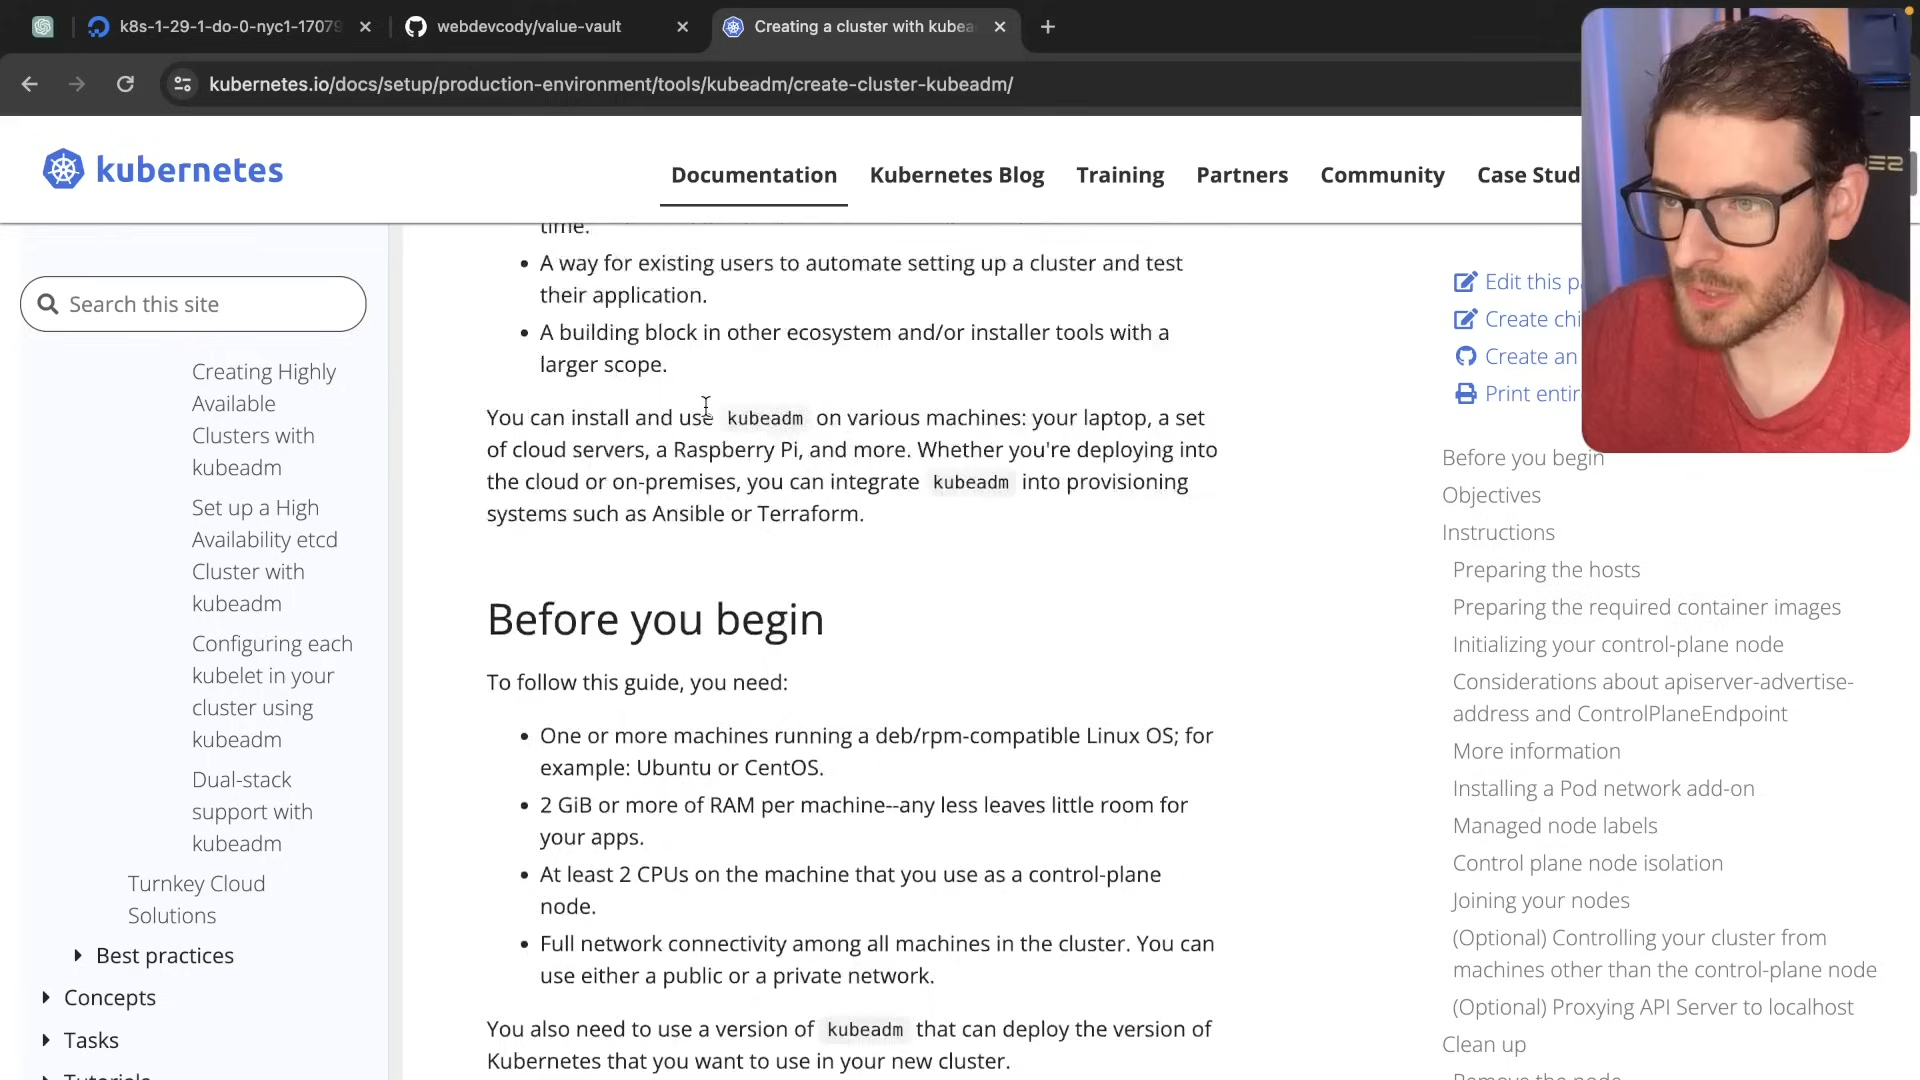 k8s-1-29-1-do-0-nyc1-17079
webdevcody/value-vault
Creating a cluster with kubea
kubernetes.io/docs/setup/production-environment/tools/kubeadm/create-cluster-kubeadm/
kubernetes
Documentation
Kubernetes Blog
Training
Partners
Community
Case Stud
Search this site
Creating Highly
Available
Clusters with
kubeadm
Set up a High
Availability etcd
Cluster with
kubeadm
Configuring each
kubelet in your
cluster using
kubeadm
Dual-stack
support with
kubeadm
Turnkey Cloud
Solutions
Best practices
Concepts
Tasks
Tutorials
time.
• A way for existing users to automate setting up a cluster and test
their application.
• A building block in other ecosystem and/or installer tools with a
larger scope.
You can install and use kubeadm on various machines: your laptop, a set
of cloud servers, a Raspberry Pi, and more. Whether you're deploying into
the cloud or on-premises, you can integrate kubeadm into provisioning
systems such as Ansible or Terraform.
Before you begin
To follow this guide, you need:
• One or more machines running a deb/rpm-compatible Linux OS; for
example: Ubuntu or CentOS.
• 2 GiB or more of RAM per machine--any less leaves little room for
your apps.
• At least 2 CPUs on the machine that you use as a control-plane
node.
• Full network connectivity among all machines in the cluster. You can
use either a public or a private network.
You also need to use a version of kubeadm that can deploy the version of
Kubernetes that you want to use in your new cluster.
Edit this pa
Create chi
Create an
Print entir
Before you begin
Objectives
Instructions
Preparing the hosts
Preparing the required container images
Initializing your control-plane node
Considerations about apiserver-advertise-
address and ControlPlaneEndpoint
More information
Installing a Pod network add-on
Managed node labels
Control plane node isolation
Joining your nodes
(Optional) Controlling your cluster from
machines other than the control-plane node
(Optional) Proxying API Server to localhost
Clean up
Remove the node